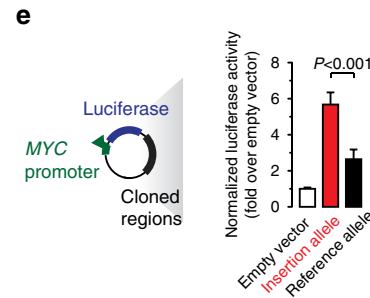 e
Luciferase
MYC
promoter
Cloned
regions
Normalized luciferase activity
(fold over empty vector)
8
6
4
2
0
P<0.001
Empty vector
Insertion allele
Reference allele